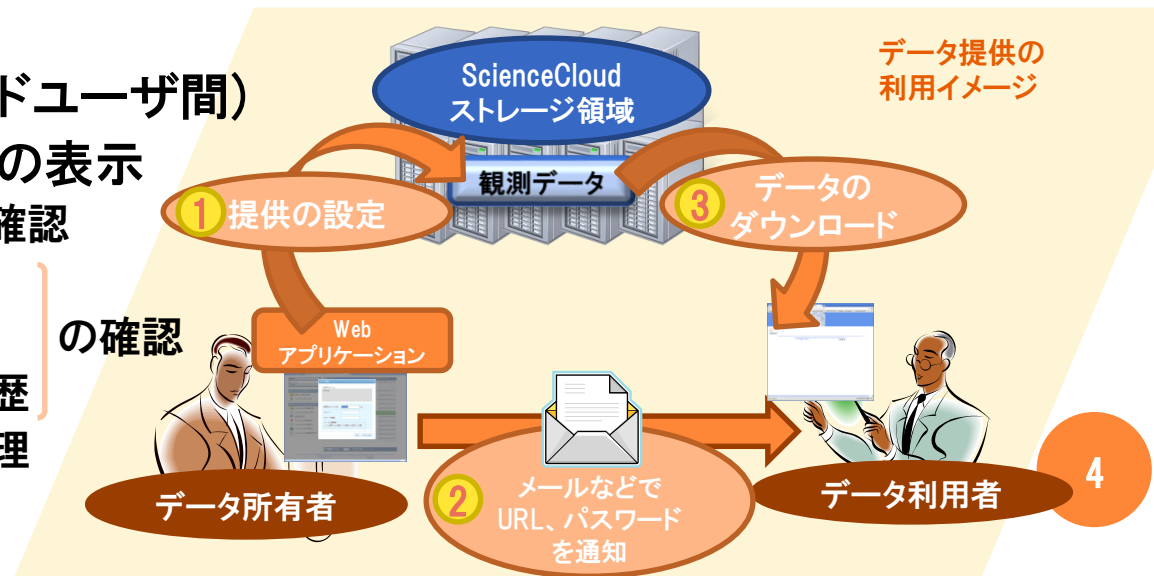 ドユーザ間)
の表示
確認
の確認
歴
理
データ提供の
利用イメージ
ScienceCloud
ストレージ領域
観測データ
1 提供の設定
3 データの
ダウンロード
Web
アプリケーション
2 メールなどで
URL、パスワード
を通知
データ所有者
データ利用者
4